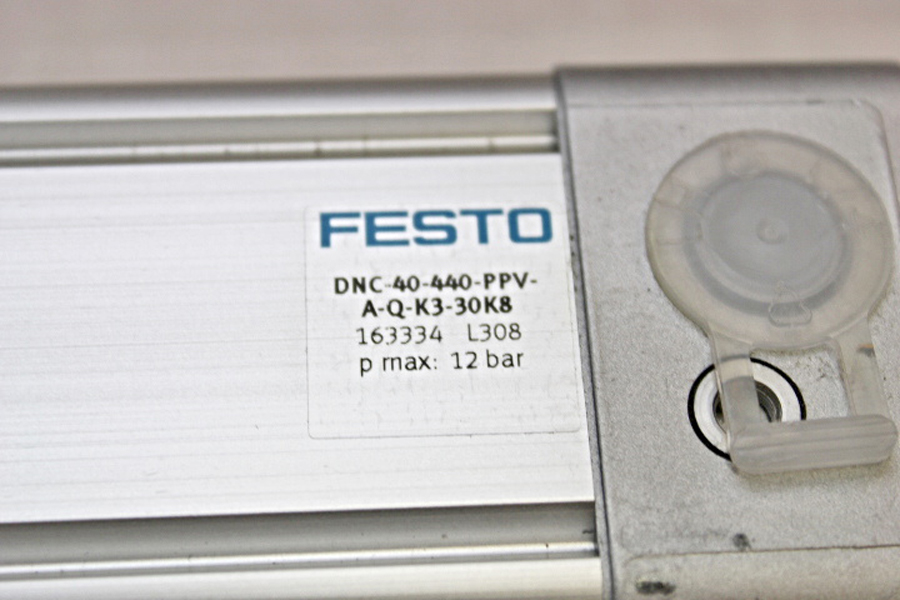 FESTO
DNC-40-440-PPV-
A-Q-K3-30K8
163334 L308
p max: 12 bar